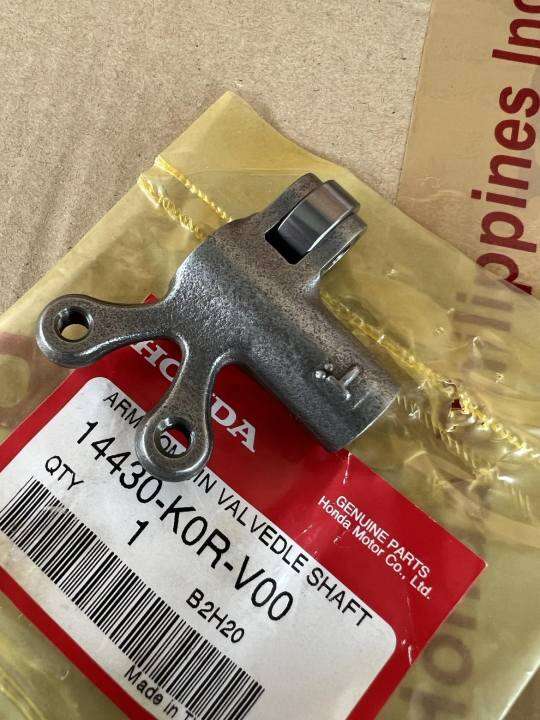 ppines Inc
HONDA
GENUINE PARTS
Honda Motor Co., Ltd.
IN VALVEDLE SHAFT
14430-K0R-V00
QTY 1
B2H20
Made in